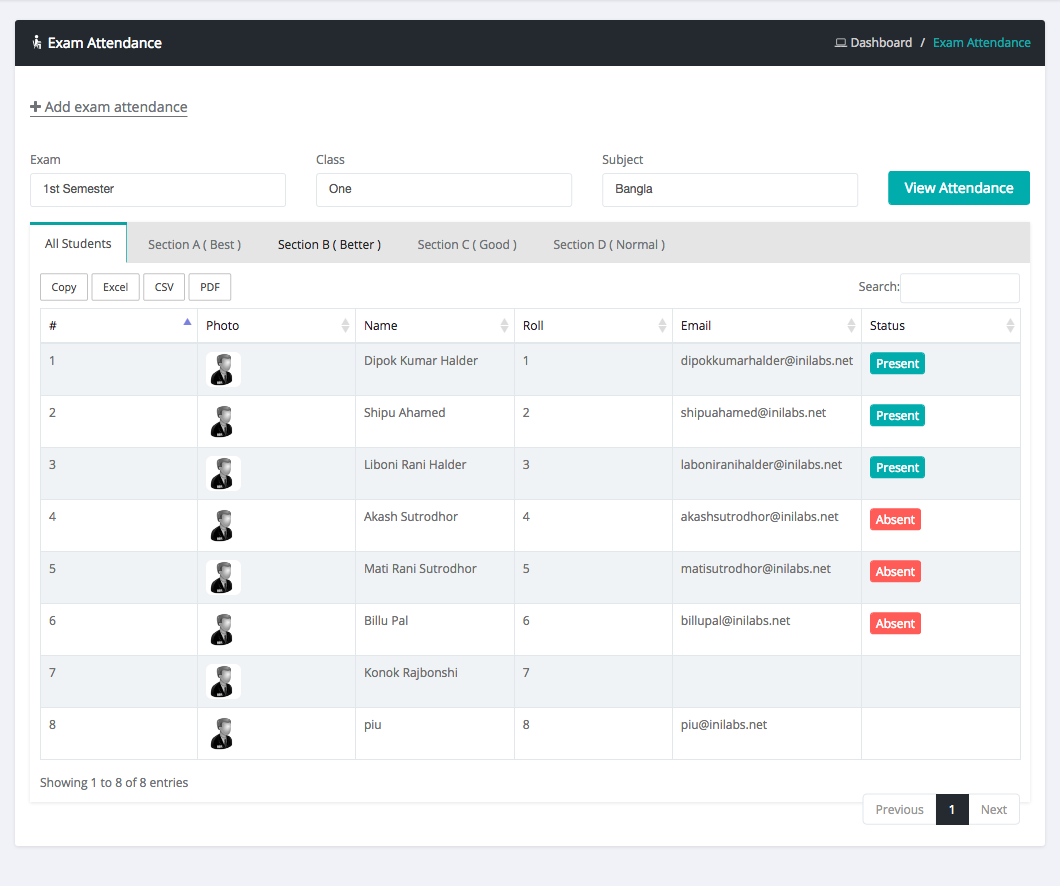 Exam Attendance
Dashboard / Exam Attendance
Add exam attendance
Exam Class Subject
1st Semester One Bangla View Attendance
All Students Section A ( Best ) Section B ( Better ) Section C ( Good ) Section D ( Normal )
Copy Excel CSV PDF Search:
# Photo Name Roll Email Status
1 Dipok Kumar Halder 1 dipokkumarhalder@inilabs.net Present
2 Shipu Ahamed 2 shipuahamed@inilabs.net Present
3 Liboni Rani Halder 3 laboniranihalder@inilabs.net Present
4 Akash Sutrodhor 4 akashsutrodhor@inilabs.net Absent
5 Mati Rani Sutrodhor 5 matisutrodhor@inilabs.net Absent
6 Billu Pal 6 billupal@inilabs.net Absent
7 Konok Rajbonshi 7
8 piu 8 piu@inilabs.net
Showing 1 to 8 of 8 entries
Previous 1 Next